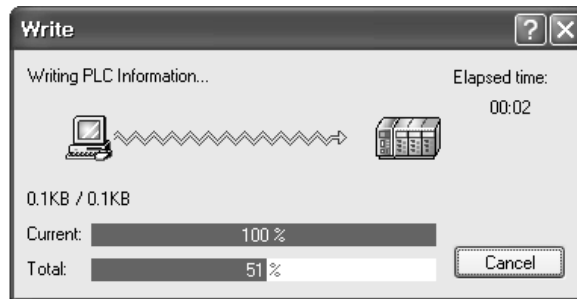 Write
Writing PLC Information...
Elapsed time:
00:02
0.1KB / 0.1KB
Current: 100 %
Total: 51 %
Cancel